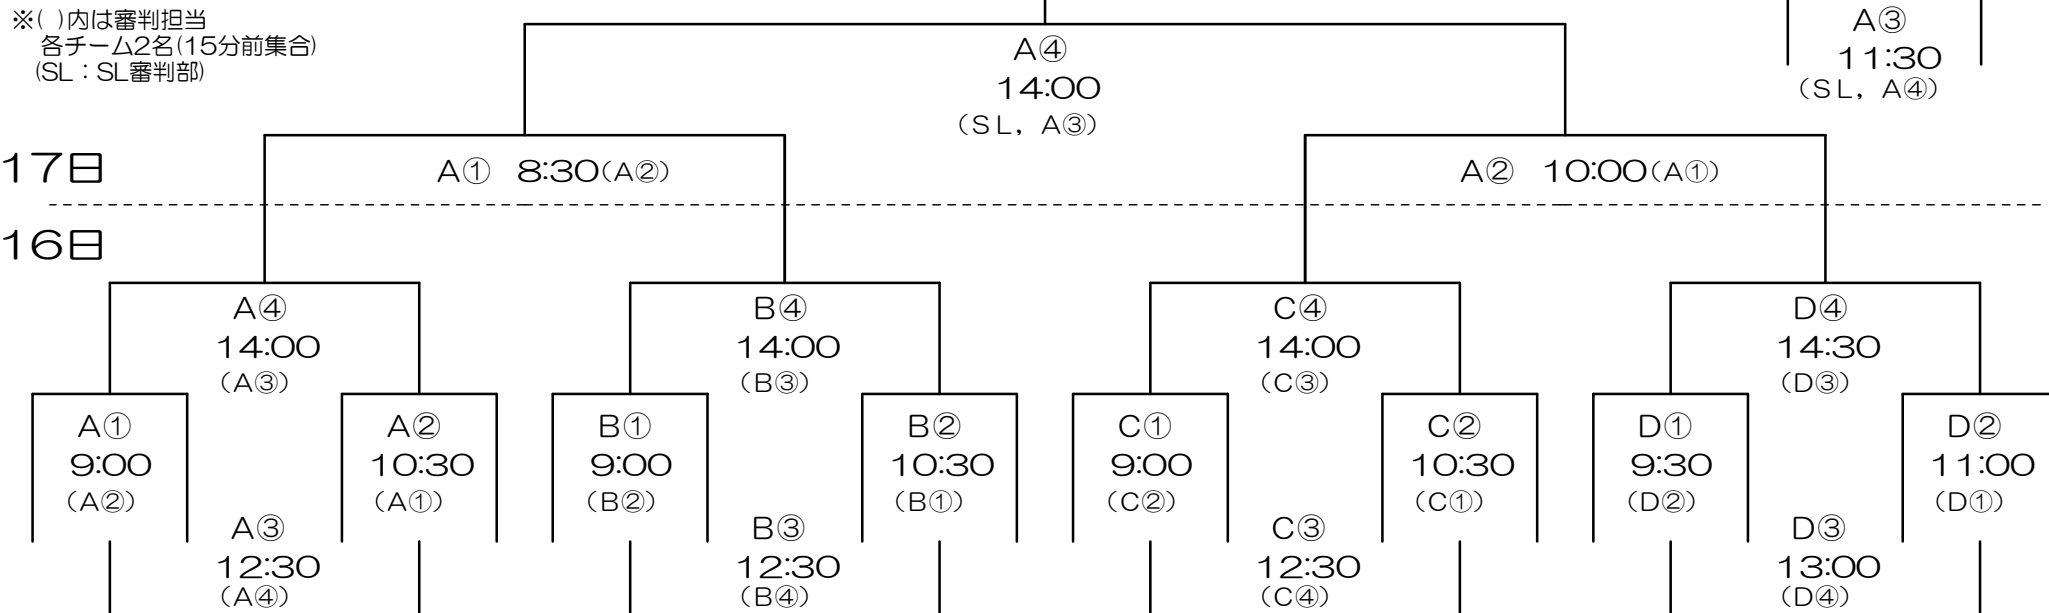 ※( )内は審判担当
各チーム2名(15分前集合)
(SL：SL審判部)
A③
11:30
(SL, A④)
A④
14:00
(SL, A③)
17日
A① 8:30(A②)
A② 10:00(A①)
16日
A④
14:00
(A③)
B④
14:00
(B③)
C④
14:00
(C③)
D④
14:30
(D③)
A①
9:00
(A②)
A②
10:30
(A①)
B①
9:00
(B②)
B②
10:30
(B①)
C①
9:00
(C②)
C②
10:30
(C①)
D①
9:30
(D②)
D②
11:00
(D①)
A③
12:30
(A④)
B③
12:30
(B④)
C③
12:30
(C④)
D③
13:00
(D④)